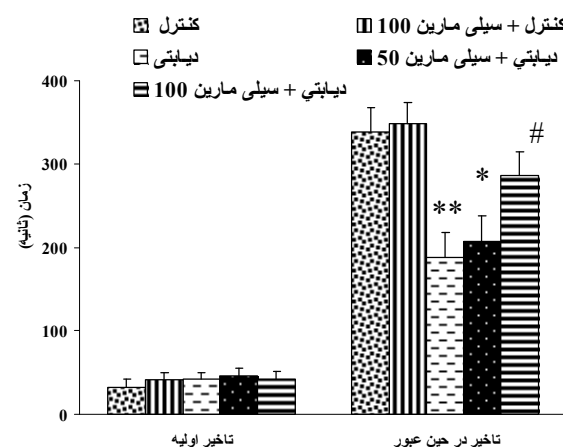 کنترل
کنترل + سیلی مارین 100
دیابتی
دیابتي + سیلی مارین 50
دیابتي + سیلی مارین 100
زمان (ثانیه)
400
300
200
100
0
**
*
#
تاخیر اولیه
تاخیر در حین عبور